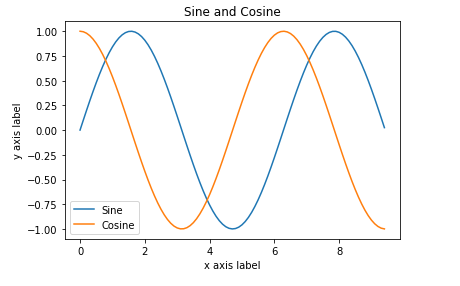 Sine and Cosine
1.00
0.75
0.50
0.25
0.00
−0.25
−0.50
−0.75
−1.00
y axis label
Sine
Cosine
0 2 4 6 8
x axis label